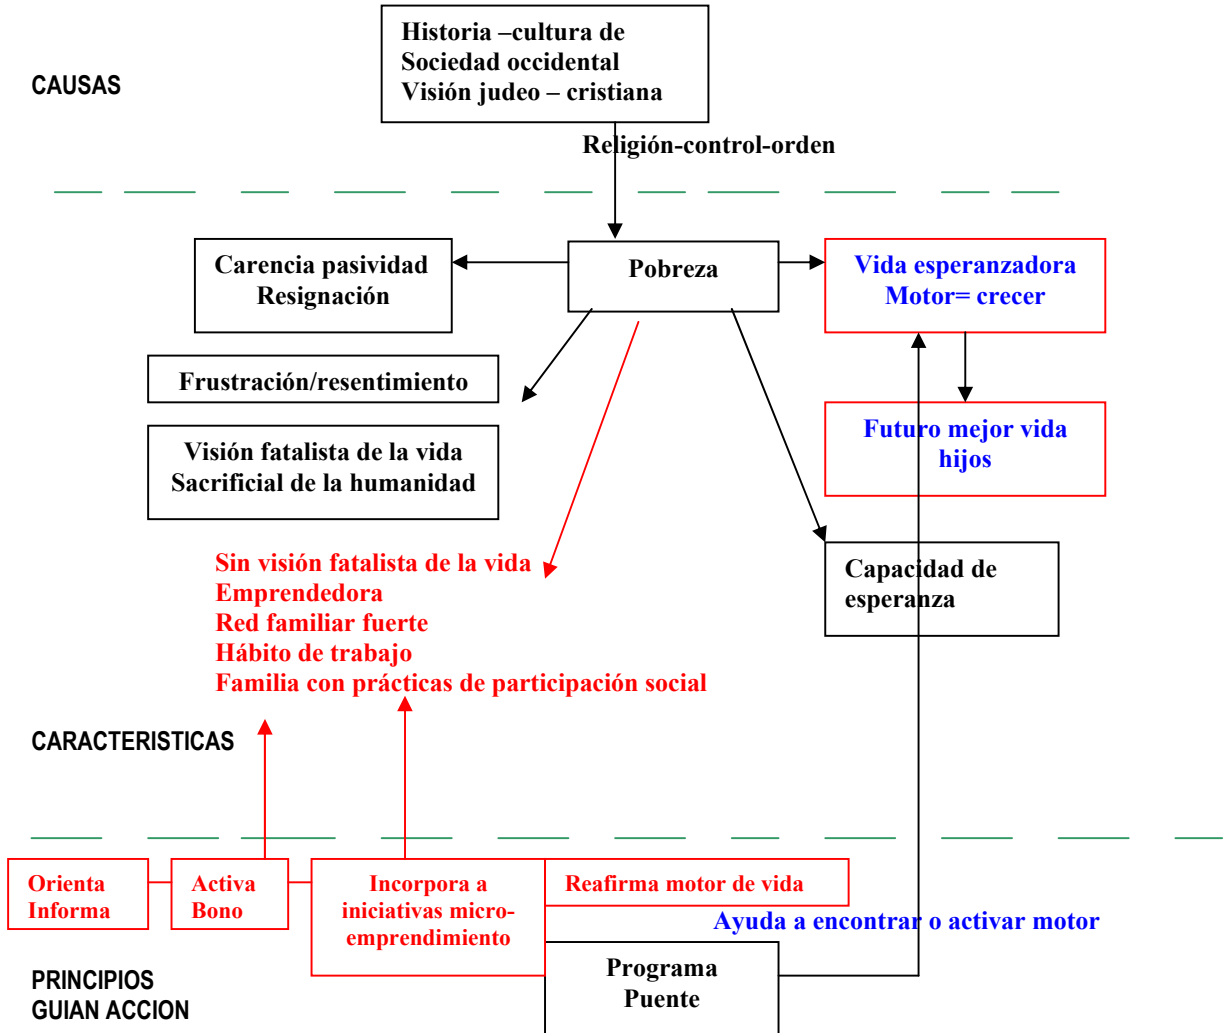 Historia –cultura de
Sociedad occidental
Visión judeo – cristiana
CAUSAS
Religión-control-orden
Carencia pasividad
Resignación
Pobreza
Vida esperanzadora
Motor= crecer
Frustración/resentimiento
Futuro mejor vida
hijos
Visión fatalista de la vida
Sacrificial de la humanidad
Sin visión fatalista de la vida
Emprendedora
Red familiar fuerte
Hábito de trabajo
Familia con prácticas de participación social
Capacidad de
esperanza
CARACTERISTICAS
Orienta
Informa
Activa
Bono
Incorpora a
iniciativas micro-
emprendimiento
Reafirma motor de vida
Ayuda a encontrar o activar motor
Programa
Puente
PRINCIPIOS
GUIAN ACCION